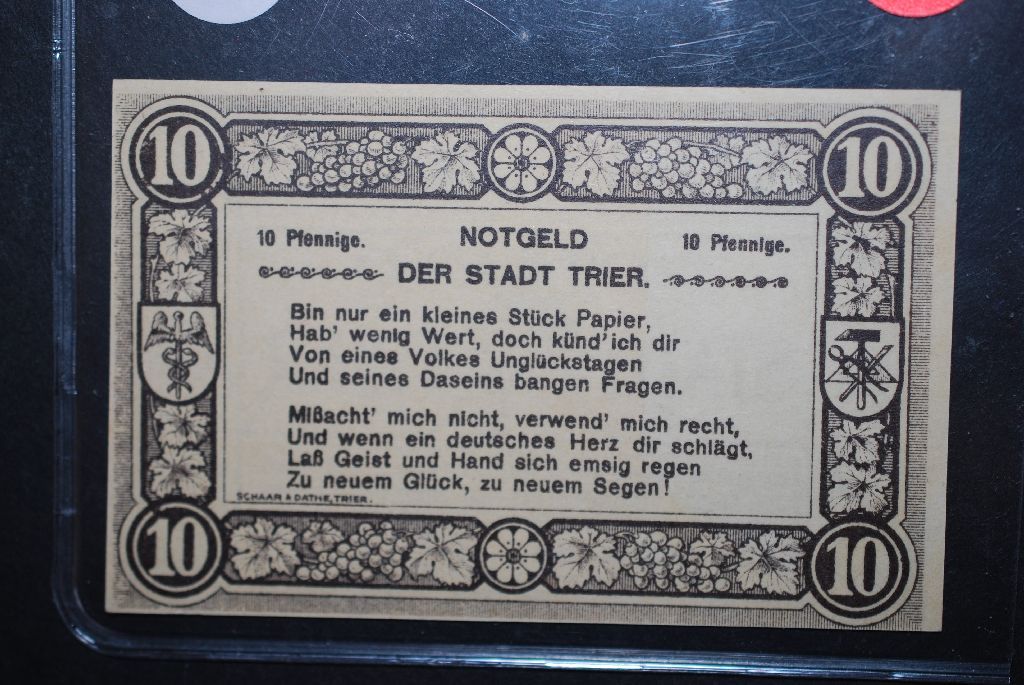 10 10
10 Pfennige. NOTGELD 10 Pfennige.
DER STADT TRIER.
Bin nur ein kleines Stück Papier,
Hab' wenig Wert, doch künd' ich dir
Von eines Volkes Unglückstagen
Und seines Daseins bangen Fragen.
Mißacht' mich nicht, verwend' mich recht,
Und wenn ein deutsches Herz dir schlägt,
Laß Geist und Hand sich emsig regen
Zu neuem Glück, zu neuem Segen!
SCHAAR & DATHE, TRIER.
10 10